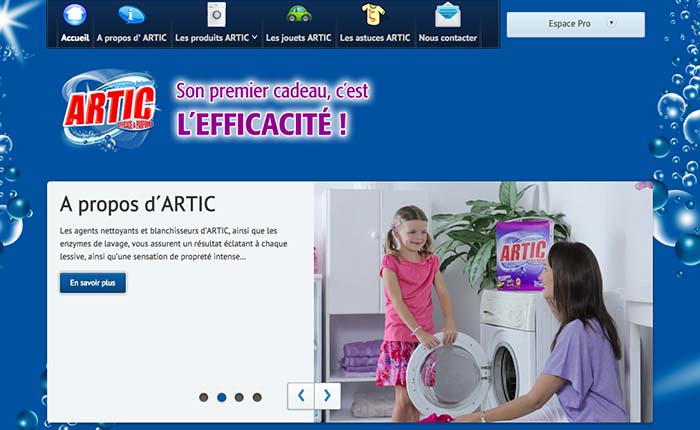 Accueil
A propos d' ARTIC
Les produits ARTIC
Les jouets ARTIC
Les astuces ARTIC
Nous contacter
Espace Pro
ARTIC
Son premier cadeau, c´est
L´EFFICACITÉ !
A propos d´ARTIC
Les agents nettoyants et blanchisseurs d'ARTIC, ainsi que les
enzymes de lavage, vous assurent un résultat éclatant à chaque
lessive, ainsi qu'une sensation de propreté intense...
En savoir plus
ARTIC